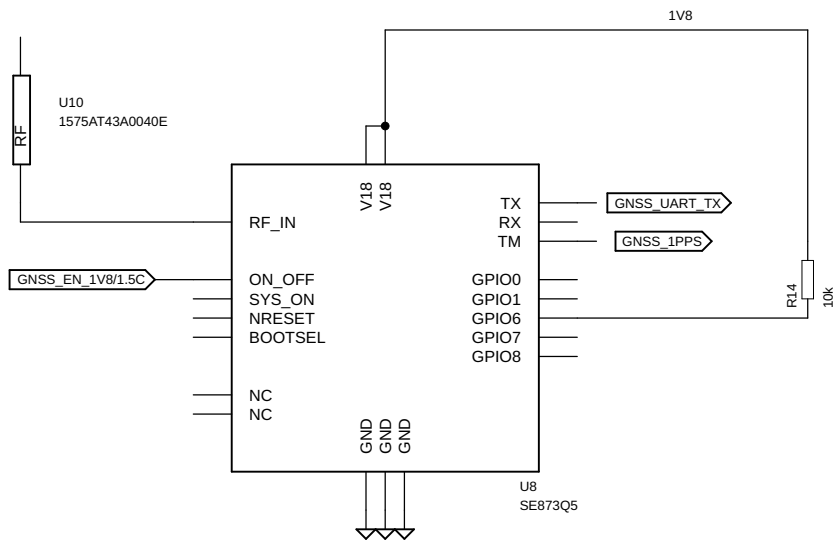 1V8
U10
1575AT43A0040E
RF
V18
V18
RF_IN
TX
GNSS_UART_TX
RX
TM
GNSS_1PPS
GNSS_EN_1V8/1.5C
ON_OFF
GPIO0
SYS_ON
GPIO1
R14
10k
NRESET
GPIO6
BOOTSEL
GPIO7
GPIO8
NC
NC
GND
GND
GND
U8
SE873Q5